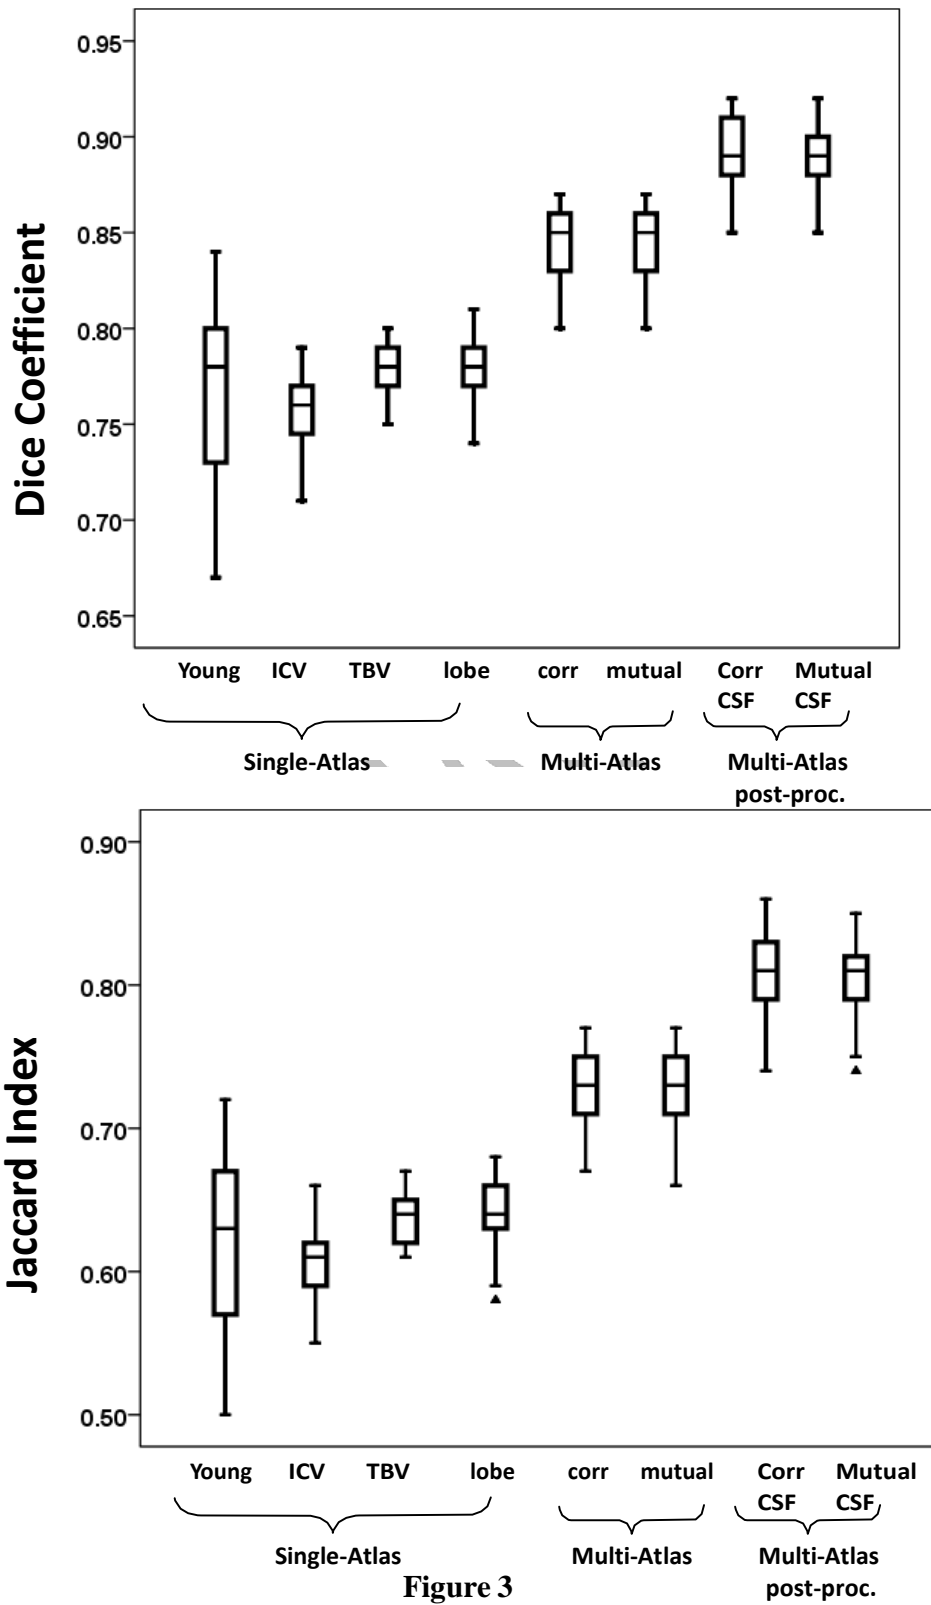 Dice Coefficient
0.95
0.90
0.85
0.80
0.75
0.70
0.65
Young ICV TBV lobe corr mutual Corr Mutual
CSF CSF
Single-Atlas Multi-Atlas Multi-Atlas
post-proc.
Jaccard Index
0.90
0.80
0.70
0.60
0.50
Young ICV TBV lobe corr mutual Corr Mutual
CSF CSF
Single-Atlas Multi-Atlas Multi-Atlas
Figure 3 post-proc.